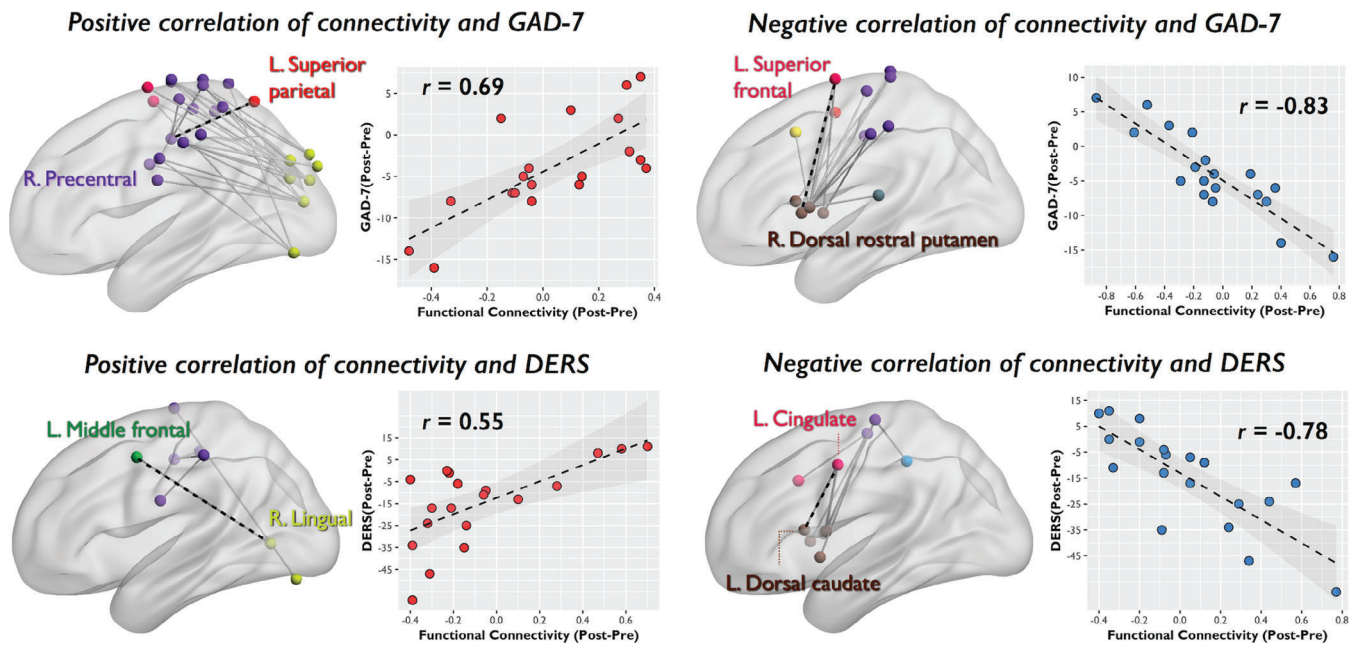 Positive correlation of connectivity and GAD-7
Negative correlation of connectivity and GAD-7
L. Superior
parietal
R. Precentral
r = 0.69
GAD-7(Post-Pre)
5
0
-5
-10
-15
-0.4
-0.2
0.0
0.2
0.4
Functional Connectivity (Post-Pre)
L. Superior
frontal
R. Dorsal rostral putamen
r = -0.83
GAD-7(Post-Pre)
10
5
0
-5
-10
-15
-0.8
-0.6
-0.4
-0.2
0.0
0.2
0.4
0.6
0.8
Functional Connectivity (Post-Pre)
Positive correlation of connectivity and DERS
Negative correlation of connectivity and DERS
L. Middle frontal
R. Lingual
r = 0.55
DERS(Post-Pre)
15
5
-5
-15
-25
-35
-45
-0.4
-0.2
0.0
0.2
0.4
0.6
Functional Connectivity (Post-Pre)
L. Cingulate
L. Dorsal caudate
r = -0.78
DERS(Post-Pre)
15
5
-5
-15
-25
-35
-45
-0.4
-0.2
0.0
0.2
0.4
0.6
0.8
Functional Connectivity (Post-Pre)